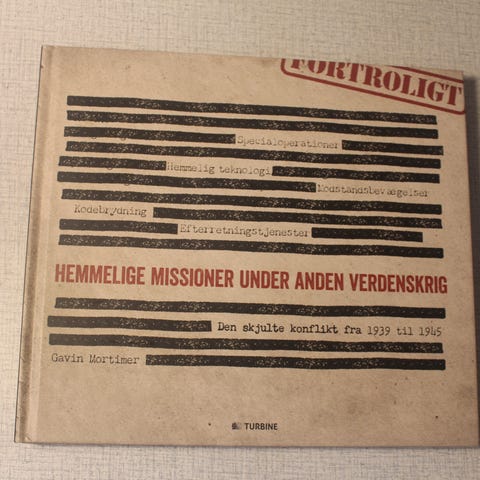 FORTROLIGT
Specialoperationer
Hemmelig teknologi
Modstandsbevægelser
Kodebrydning
Efterretningstjenester
HEMMELIGE MISSIONER UNDER ANDEN VERDENSKRIG
Den skjulte konflikt fra 1939 til 1945
Gavin Mortimer
TURBINE